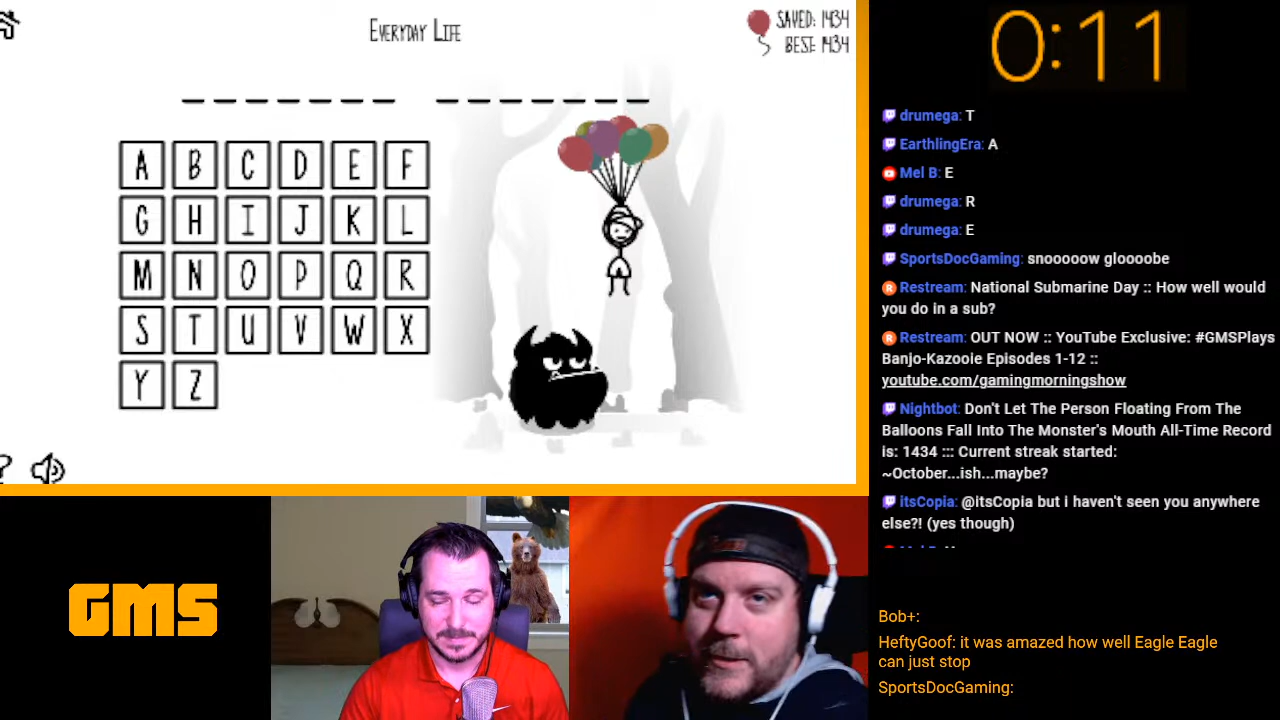 EVERYDAY LIFE
SAVED: 1434
BEST: 1434
A B C D E F
G H I J K L
M N O P Q R
S T U V W X
Y Z
?
0:11
drumega: T
EarthlingEra: A
Mel B: E
drumega: R
drumega: E
SportsDocGaming: snooooow gloooobe
Restream: National Submarine Day :: How well would
you do in a sub?
Restream: OUT NOW :: YouTube Exclusive: #GMSPlays
Banjo-Kazooie Episodes 1-12 ::
youtube.com/gamingmorningshow
Nightbot: Don't Let The Person Floating From The
Balloons Fall Into The Monster's Mouth All-Time Record
is: 1434 ::: Current streak started:
~October...ish...maybe?
itsCopia: @itsCopia but i haven't seen you anywhere
else?! (yes though)
GMS
Bob+:
HeftyGoof: it was amazed how well Eagle Eagle
can just stop
SportsDocGaming: